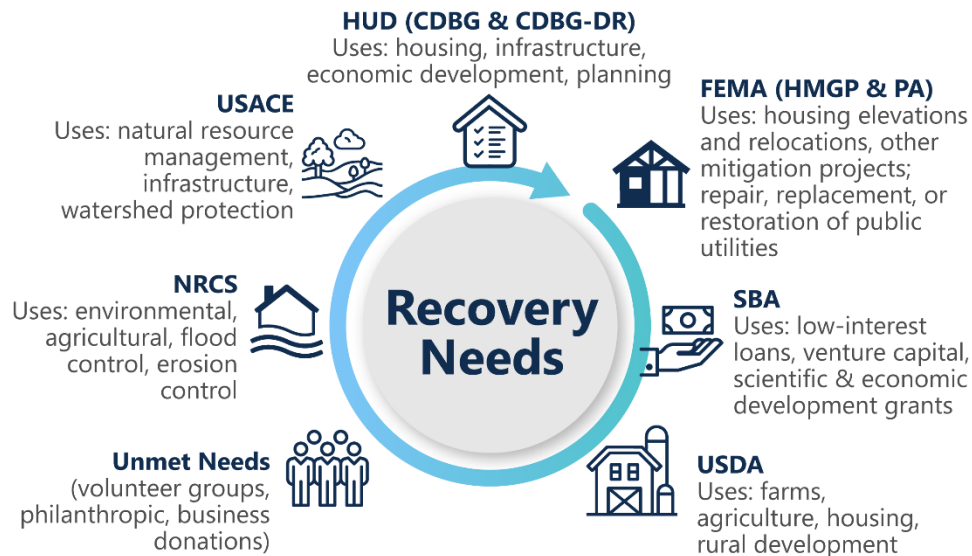 HUD (CDBG & CDBG-DR)
Uses: housing, infrastructure,
economic development, planning
FEMA (HMGP & PA)
Uses: housing elevations
and relocations, other
mitigation projects;
repair, replacement, or
restoration of public
utilities
SBA
Uses: low-interest
loans, venture capital,
scientific & economic
development grants
USDA
Uses: farms,
agriculture, housing,
rural development
Unmet Needs
(volunteer groups,
philanthropic, business
donations)
NRCS
Uses: environmental,
agricultural, flood
control, erosion
control
USACE
Uses: natural resource
management,
infrastructure,
watershed protection
Recovery
Needs